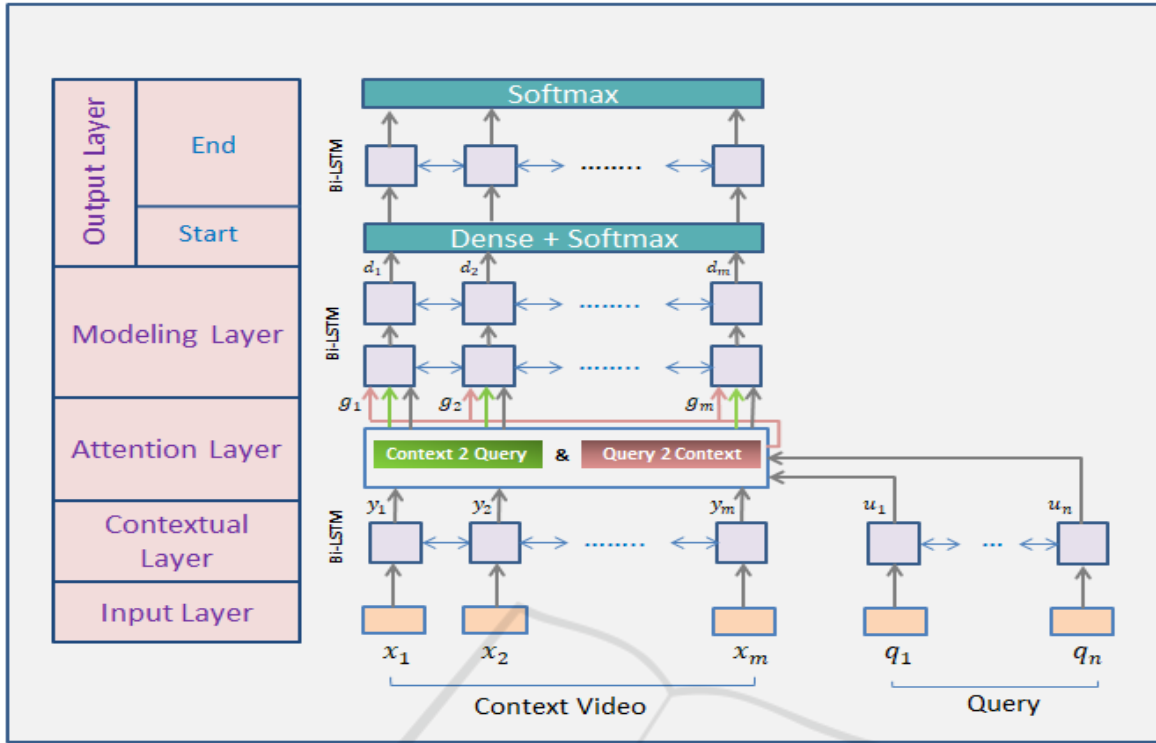 Output Layer
End
Start
Modeling Layer
Attention Layer
Contextual
Layer
Input Layer
Softmax
Bi-LSTM
........
Dense + Softmax
d₁ d₂ dₘ
Bi-LSTM
........
........
g₁ g₂ gₘ
Context 2 Query & Query 2 Context
y₁ y₂ yₘ u₁ uₙ
Bi-LSTM
........ ...
x₁ x₂ xₘ q₁ qₙ
Context Video Query